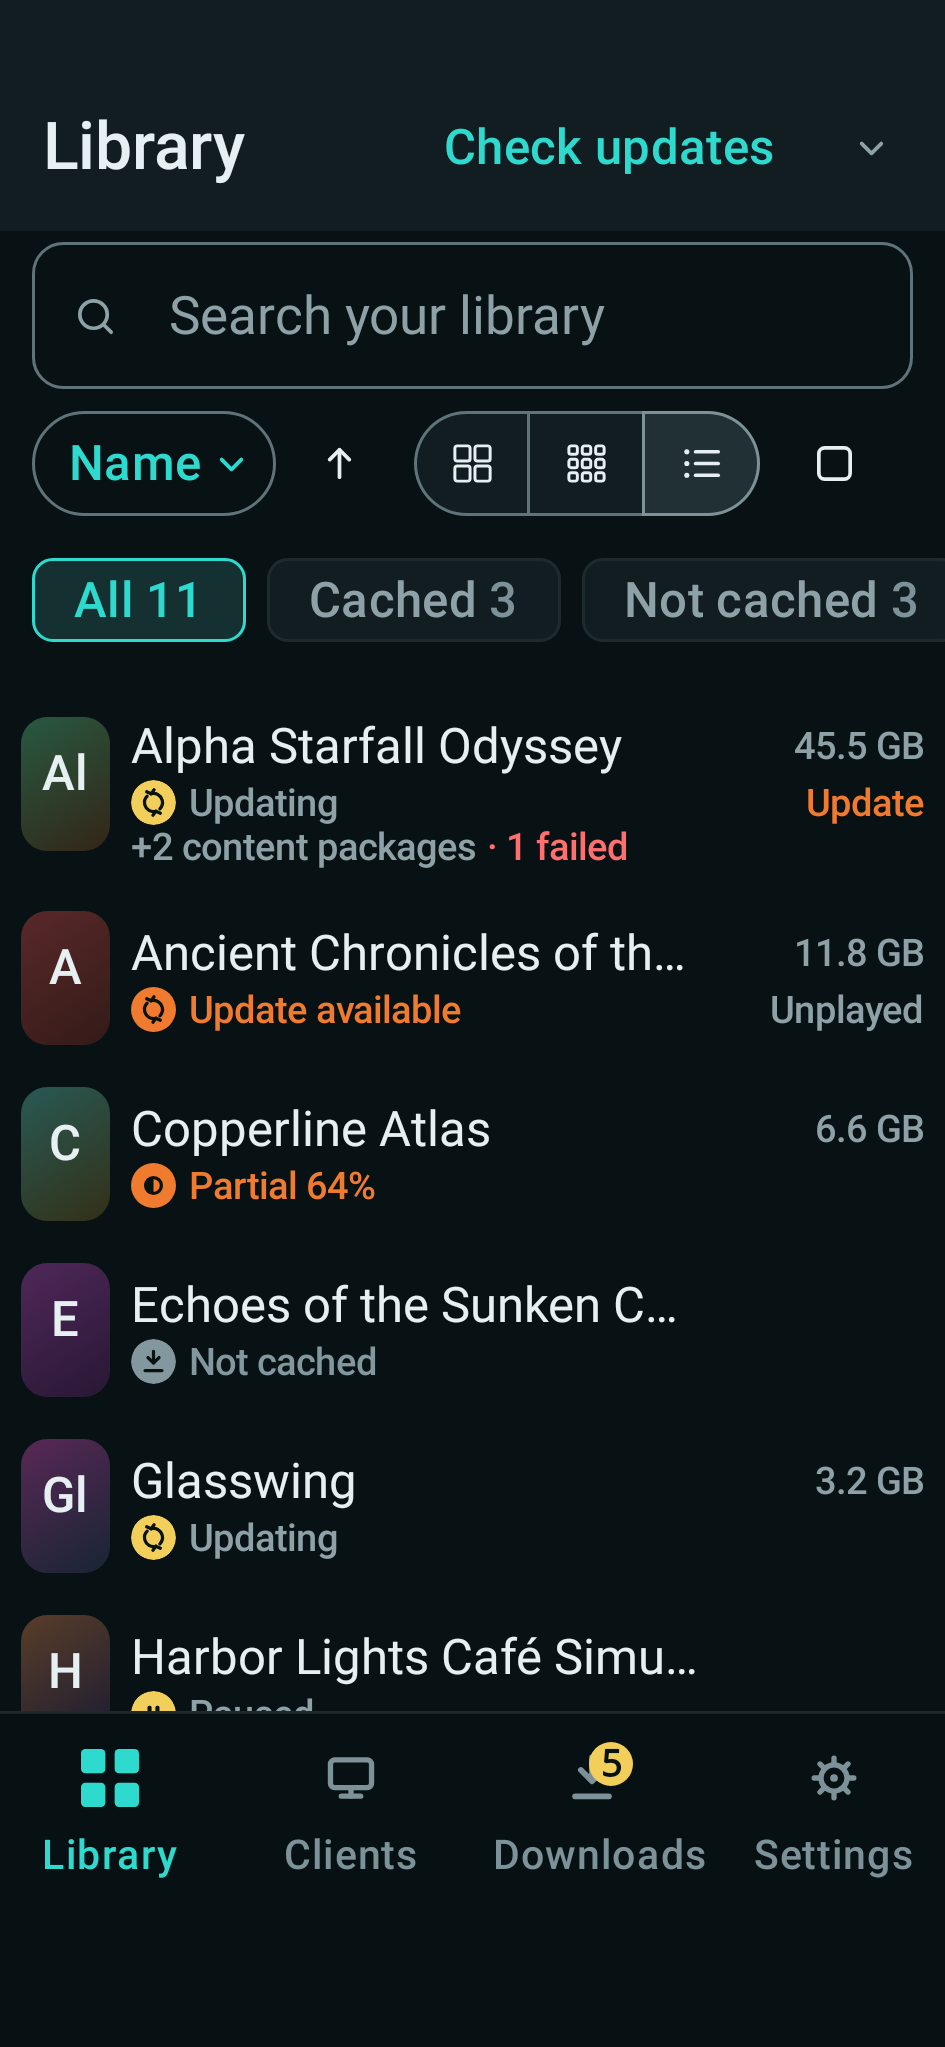 Library
Check updates
Search your library
Name
All 11
Cached 3
Not cached 3
Al
Alpha Starfall Odyssey
45.5 GB
Updating
Update
+2 content packages · 1 failed
A
Ancient Chronicles of th...
11.8 GB
Update available
Unplayed
C
Copperline Atlas
6.6 GB
Partial 64%
E
Echoes of the Sunken C...
Not cached
Gl
Glasswing
3.2 GB
Updating
H
Harbor Lights Café Simu...
Paused
5
Library
Clients
Downloads
Settings